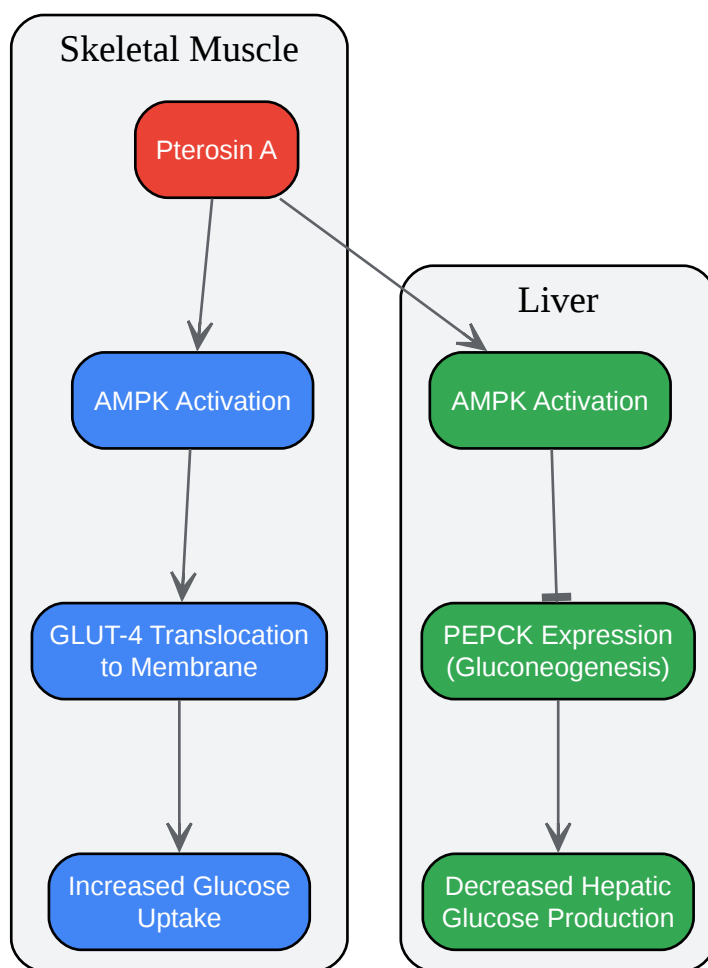 Skeletal Muscle
Pterosin A
AMPK Activation
GLUT-4 Translocation
to Membrane
Increased Glucose
Uptake
Liver
AMPK Activation
PEPCK Expression
(Gluconeogenesis)
Decreased Hepatic
Glucose Production